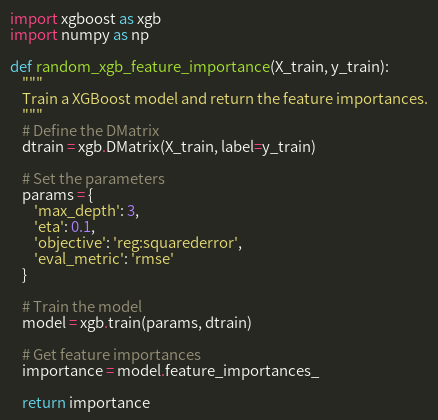 import xgboost as xgb
import numpy as np

def random_xgb_feature_importance(X_train, y_train):
    """
    Train a XGBoost model and return the feature importances.
    """
    # Define the DMatrix
    dtrain = xgb.DMatrix(X_train, label=y_train)

    # Set the parameters
    params = {
        'max_depth': 3,
        'eta': 0.1,
        'objective': 'reg:squarederror',
        'eval_metric': 'rmse'
    }

    # Train the model
    model = xgb.train(params, dtrain)

    # Get feature importances
    importance = model.feature_importances_

    return importance